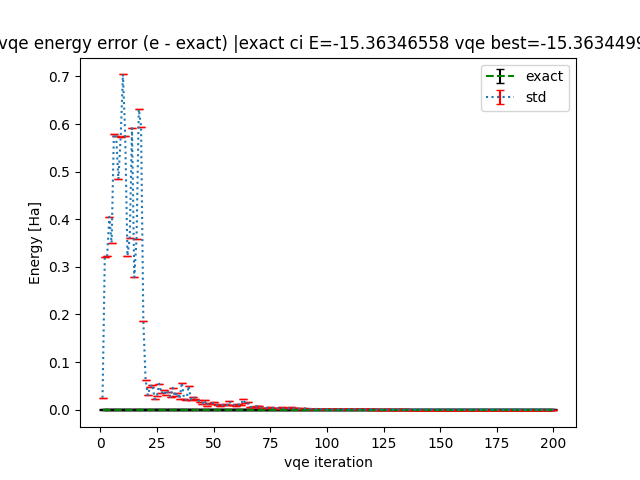 vqe energy error (e - exact) |exact ci E=-15.36346558 vqe best=-15.3634499
exact
std
0.7
0.6
0.5
0.4
0.3
0.2
0.1
0.0
Energy [Ha]
0 25 50 75 100 125 150 175 200
vqe iteration